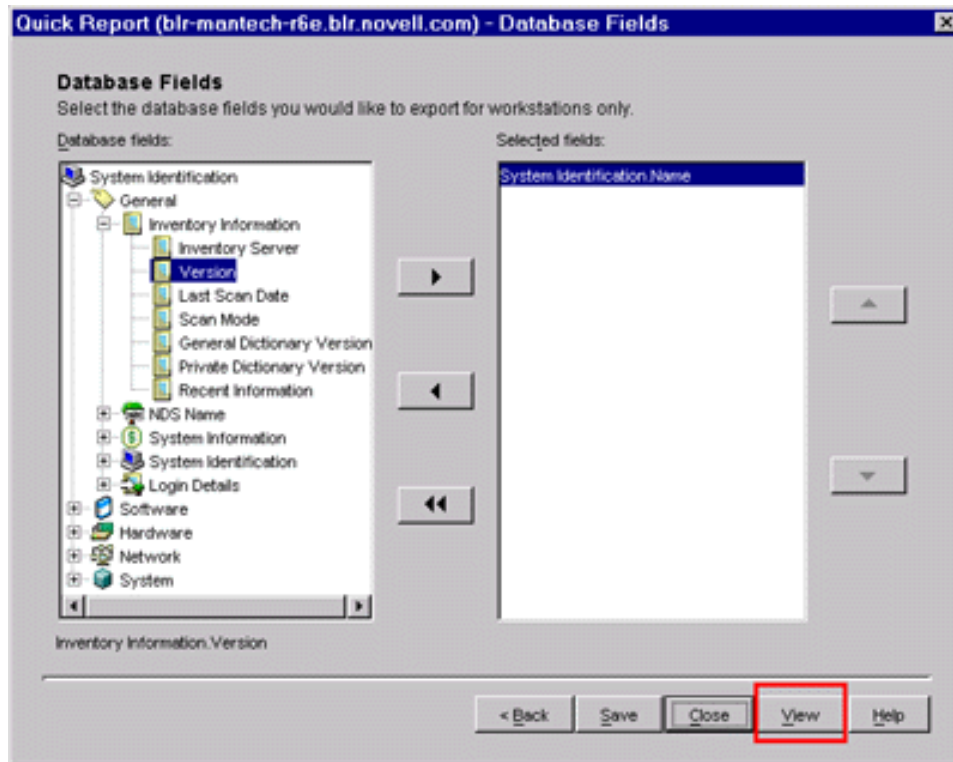 Quick Report (blr-mantech-r6e.blr.novell.com) - Database Fields
Database Fields
Select the database fields you would like to export for workstations only.
Database fields:
Selected fields:
System Identification
General
Inventory Information
Inventory Server
Version
Last Scan Date
Scan Mode
General Dictionary Version
Private Dictionary Version
Recent Information
NDS Name
System Information
System Identification
Login Details
Software
Hardware
Network
System
System Identification.Name
Inventory Information.Version
< Back
Save
Close
View
Help